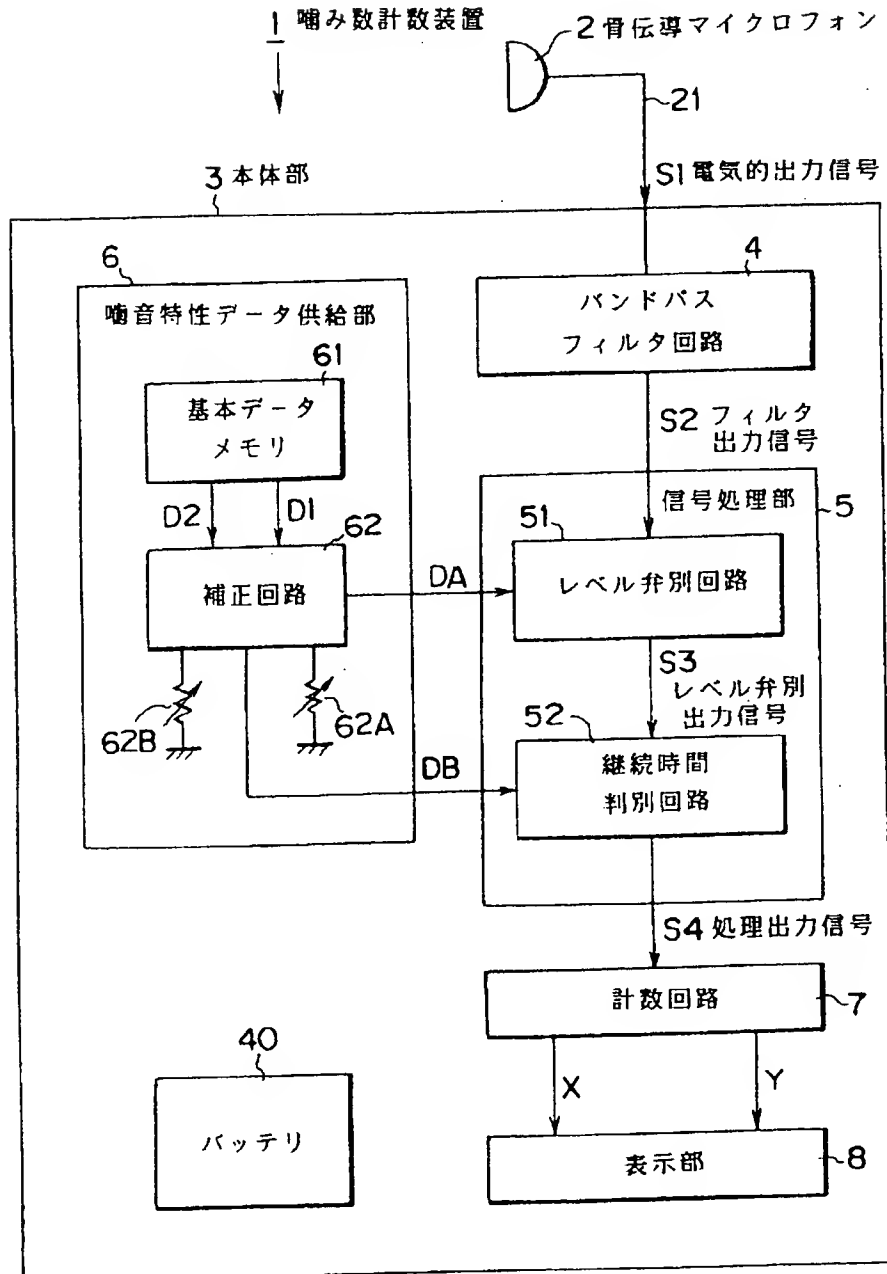 1 噛み数計数装置
2 骨伝導マイクロフォン
21
S1 電気的出力信号
3 本体部
4
バンドパス
フィルタ回路
6
噛音特性データ供給部
61
基本データ
メモリ
S2 フィルタ
出力信号
D2
D1
62
補正回路
信号処理部
5
51
レベル弁別回路
DA
S3
レベル弁別
出力信号
62B
62A
52
継続時間
判別回路
DB
S4 処理出力信号
計数回路
7
40
バッテリ
X
Y
表示部
8